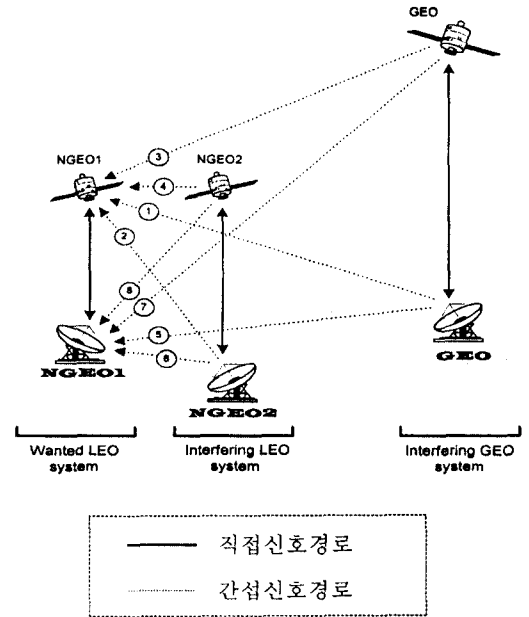 GEO
NGEO1
NGEO2
3
4
1
2
8
7
5
6
NGEO1
NGEO2
GEO
Wanted LEO
system
Interfering LEO
system
Interfering GEO
system
직접신호경로
간섭신호경로